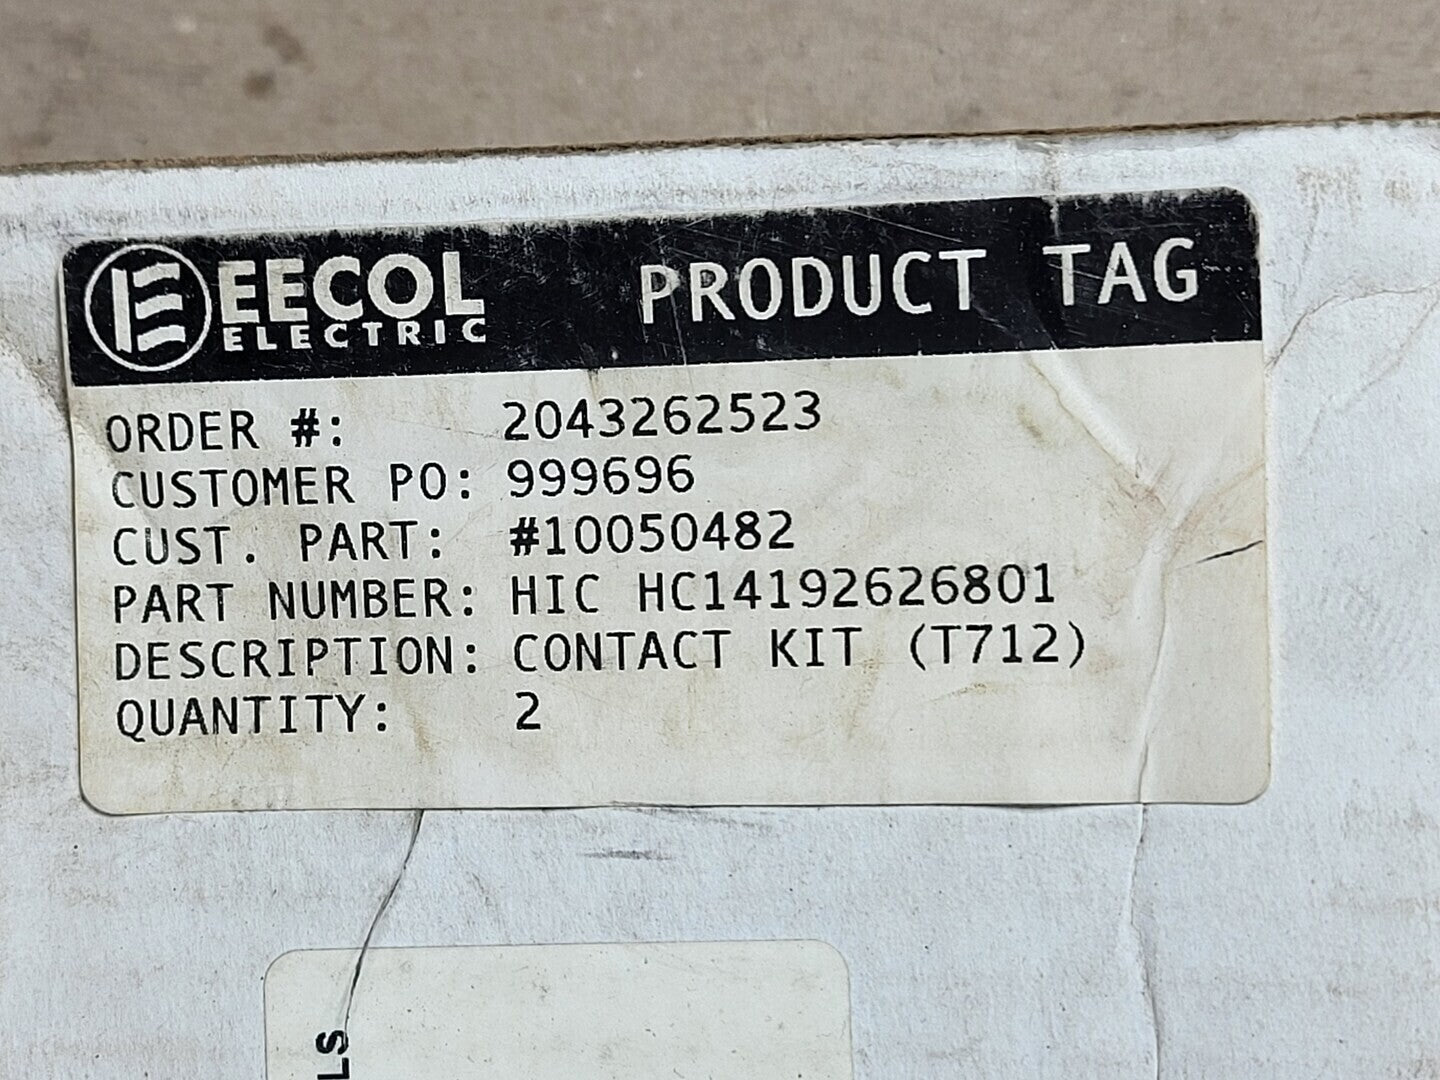 EECOL
ELECTRIC
PRODUCT TAG
ORDER #: 2043262523
CUSTOMER PO: 999696
CUST. PART: #10050482
PART NUMBER: HIC HC14192626801
DESCRIPTION: CONTACT KIT (T712)
QUANTITY: 2
LS